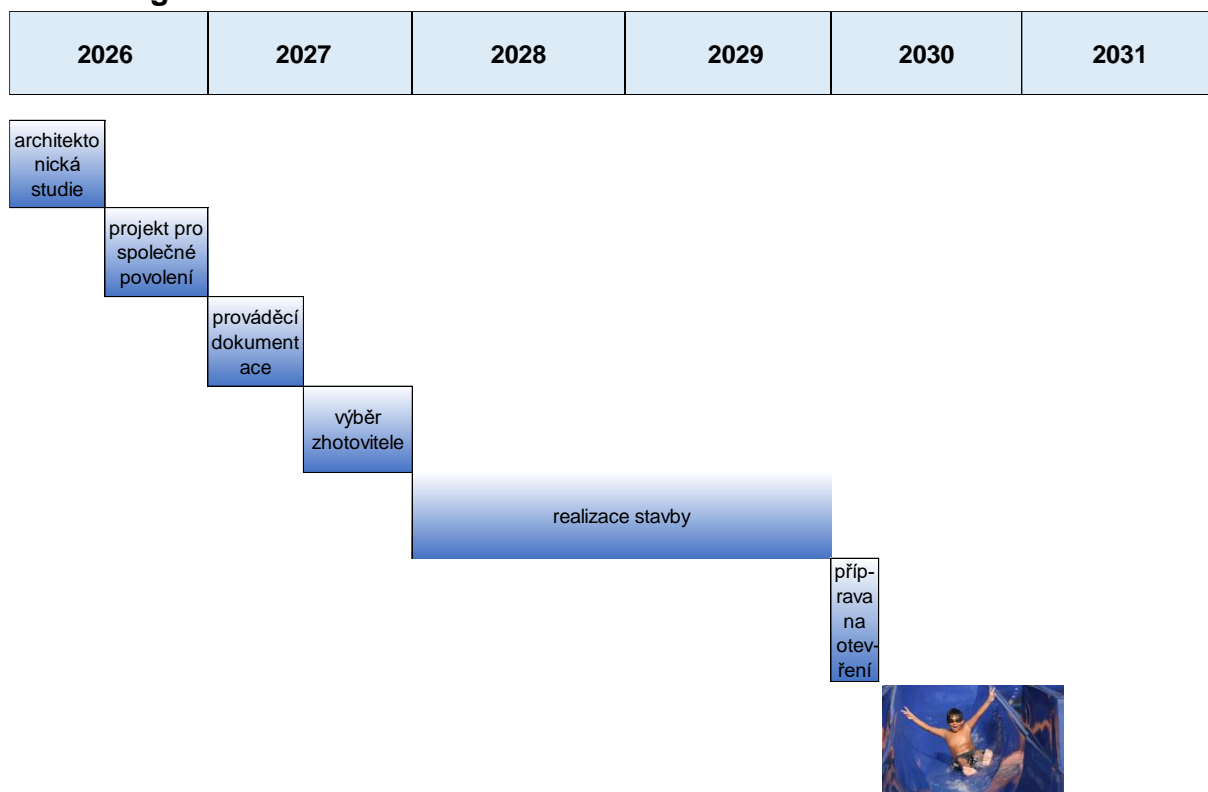 2026 2027 2028 2029 2030 2031
architekto
nická
studie
projekt pro
společné
povolení
prováděcí
dokument
ace
výběr
zhotovitele
realizace stavby
příp-
rava
na
otev-
ření